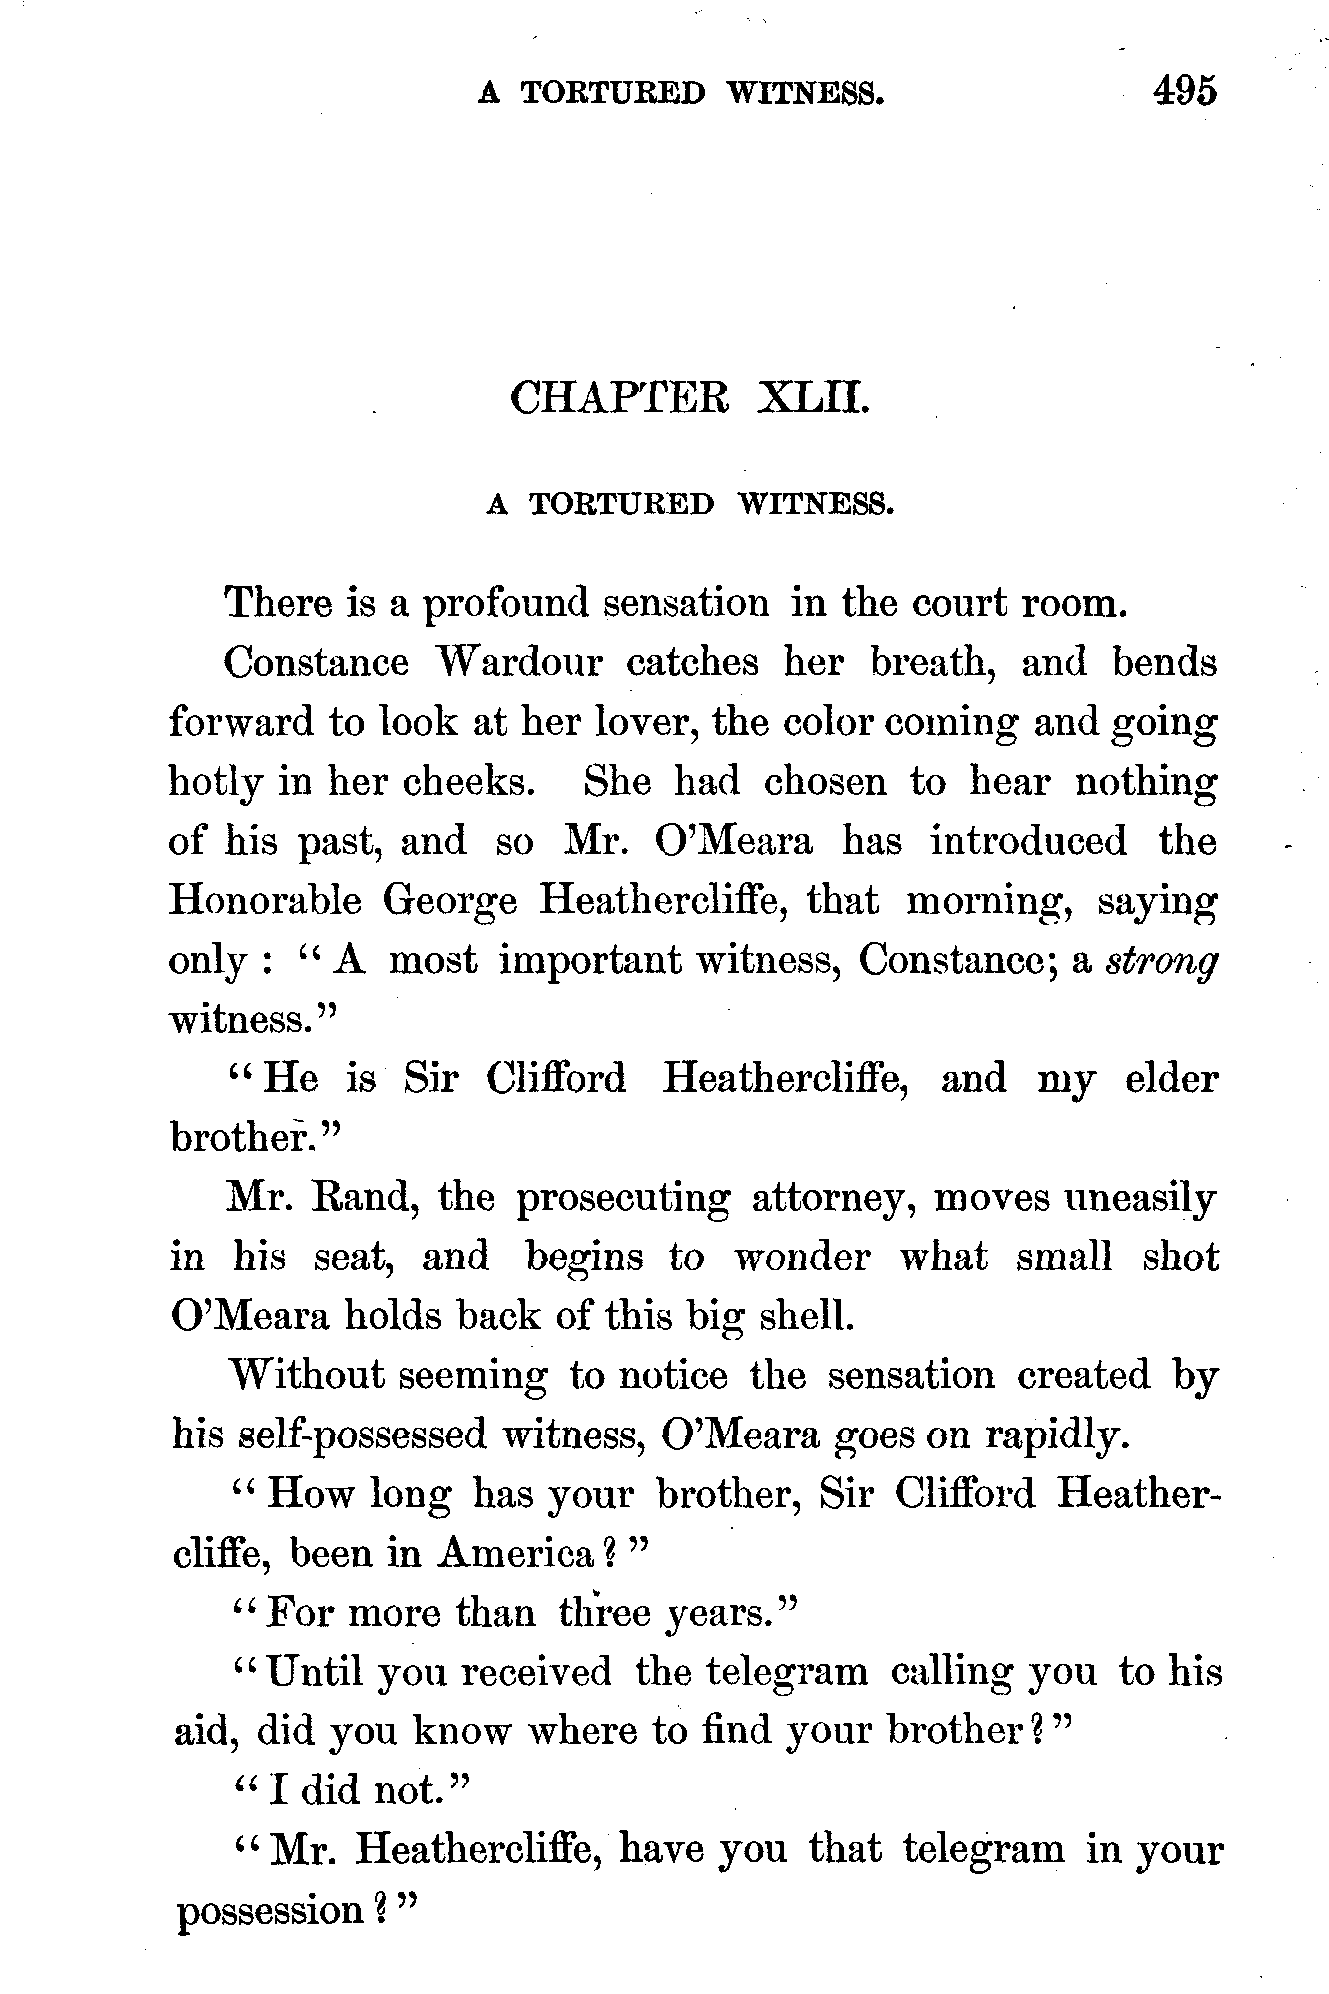 A TORTURED WITNESS. 495
CHAPTER XLII.
A TORTURED WITNESS.
There is a profound sensation in the court room.
Constance Wardour catches her breath, and bends
forward to look at her lover, the color coming and going
hotly in her cheeks. She had chosen to hear nothing
of his past, and so Mr. O'Meara has introduced the
Honorable George Heathercliffe, that morning, saying
only : " A most important witness, Constance; a strong
witness."
" He is Sir Clifford Heathercliffe, and my elder
brother."
Mr. Rand, the prosecuting attorney, moves uneasily
in his seat, and begins to wonder what small shot
O'Meara holds back of this big shell.
Without seeming to notice the sensation created by
his self-possessed witness, O'Meara goes on rapidly.
" How long has your brother, Sir Clifford Heather-
cliffe, been in America ? "
" For more than three years."
" Until you received the telegram calling you to his
aid, did you know where to find your brother ? "
" I did not."
" Mr. Heathercliffe, have you that telegram in your
possession ? "